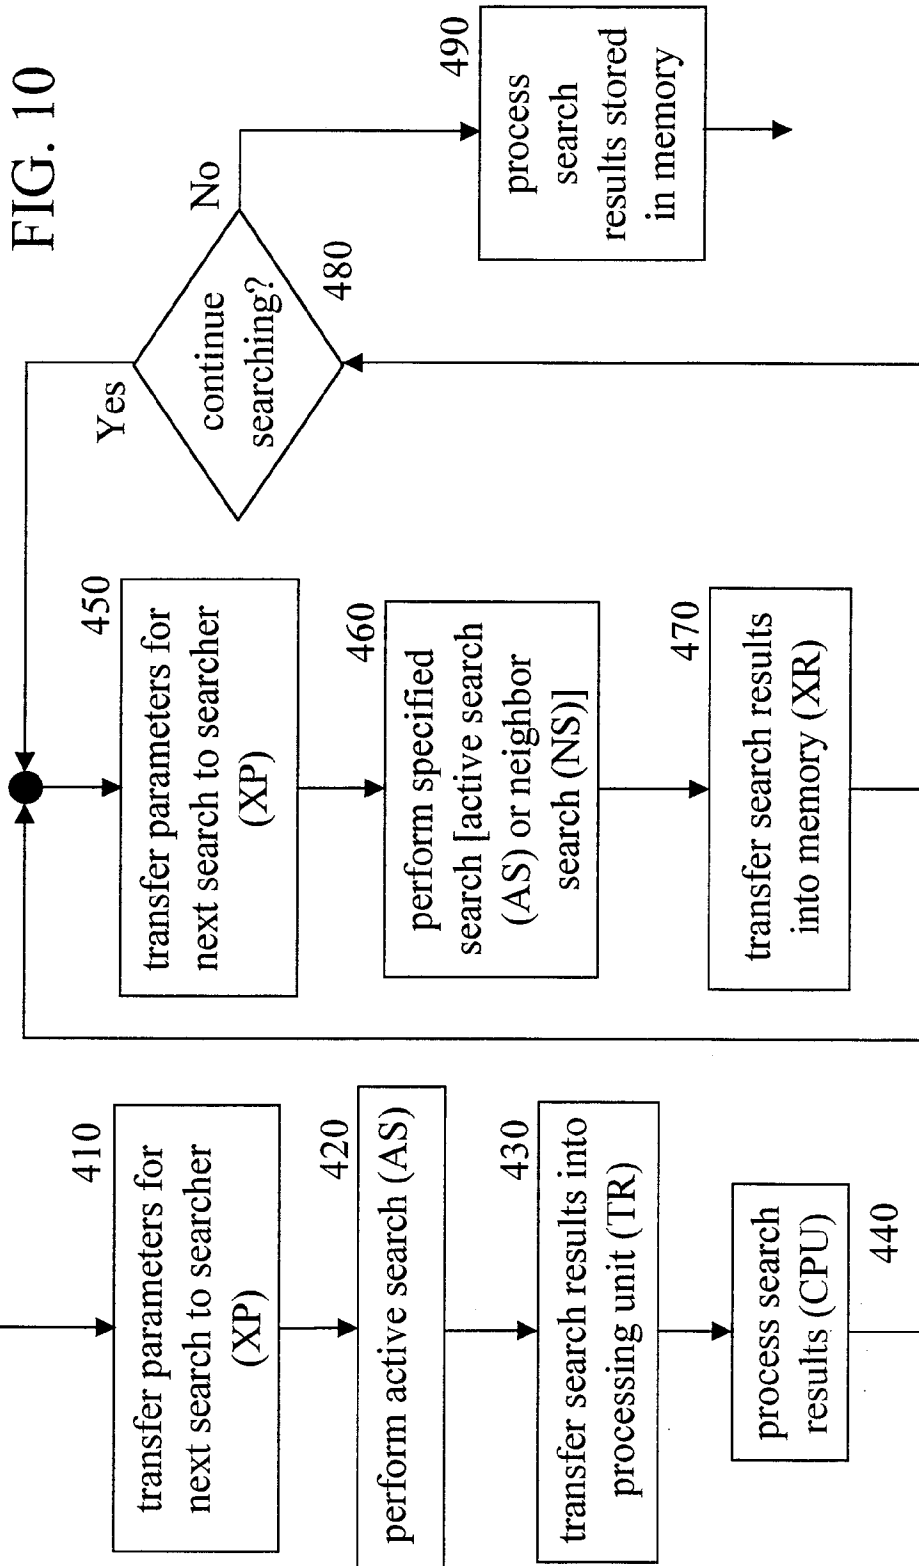 FIG. 10
410
transfer parameters for
next search to searcher
(XP)
420
perform active search (AS)
430
transfer search results into
processing unit (TR)
process search
results (CPU)
440
450
transfer parameters for
next search to searcher
(XP)
460
perform specified
search [active search
(AS) or neighbor
search (NS)]
470
transfer search results
into memory (XR)
Yes
continue
searching?
No
480
490
process
search
results stored
in memory